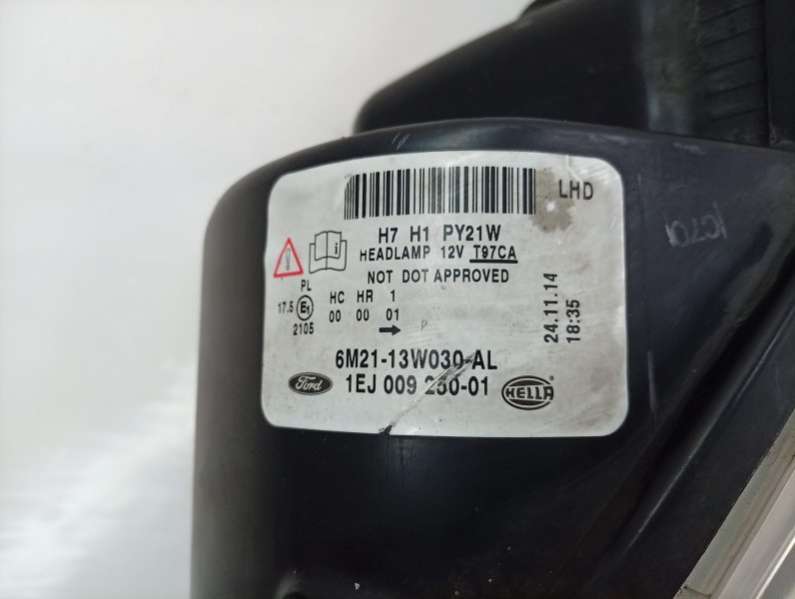 LHD
H7 H1 PY21W
HEADLAMP 12V T97CA
NOT DOT APPROVED
PL
HC HR 1
17.5 E1 00 00 01
2105
P
24.11.14
18:35
6M21-13W030-AL
Ford 1EJ 009 250-01 HELLA